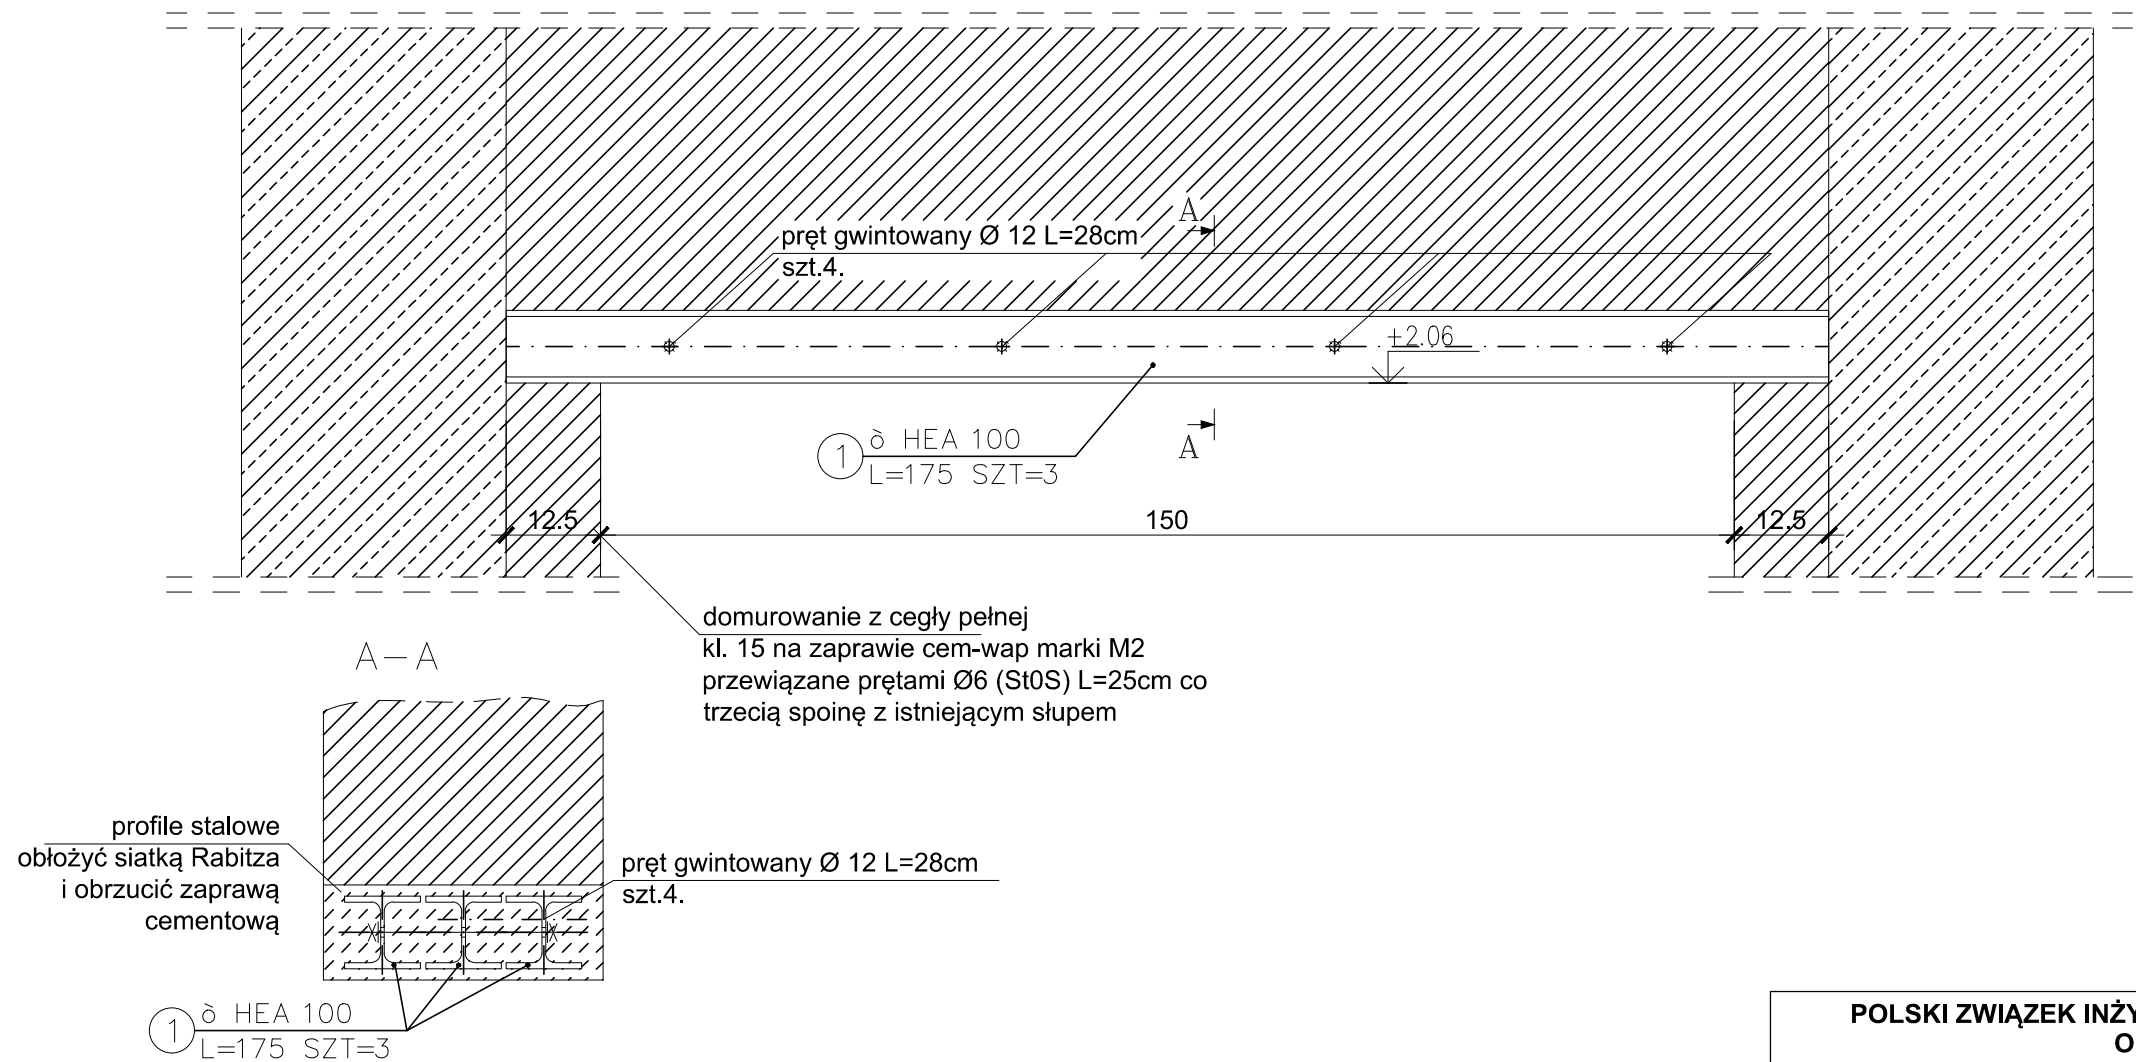 pręt gwintowany Ø 12 L=28cm
szt.4.
A
+2.06
1
ò HEA 100
L=175 SZT=3
A
12.5
150
12.5
domurowanie z cegły pełnej
kl. 15 na zaprawie cem-wap marki M2
przewiązane prętami Ø6 (St0S) L=25cm co
trzecią spoinę z istniejącym słupem
A-A
profile stalowe
obłożyć siatką Rabitza
i obrzucić zaprawą
cementową
pręt gwintowany Ø 12 L=28cm
szt.4.
1
ò HEA 100
L=175 SZT=3
POLSKI ZWIĄZEK